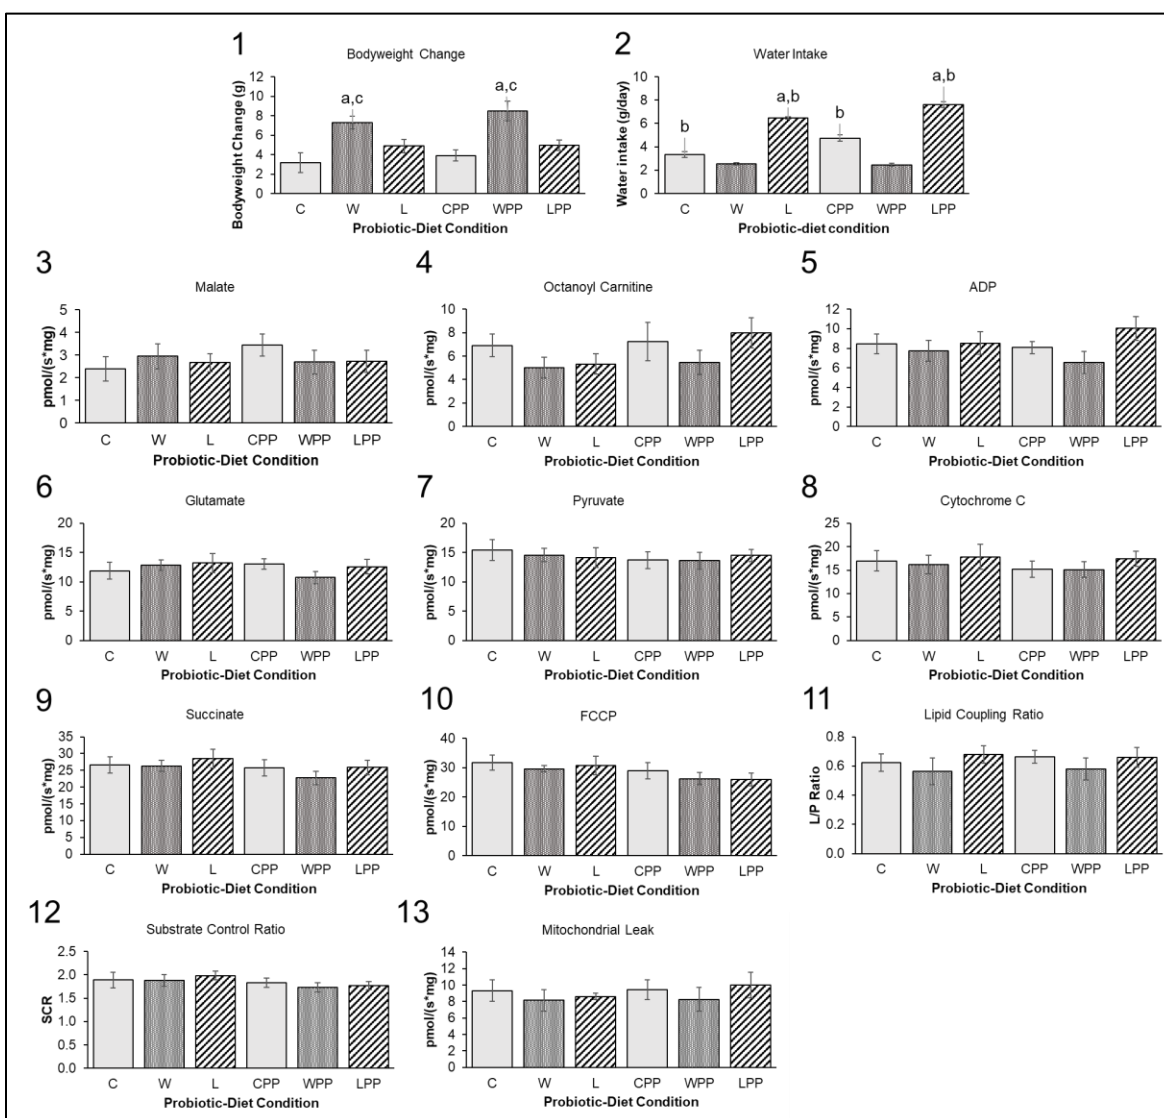 1
Bodyweight Change
Bodyweight Change (g)
12
10
8
6
4
2
0
a,c
a,c
C W L CPP WPP LPP
Probiotic-Diet Condition
2
Water Intake
Water intake (g/day)
10
8
6
4
2
0
b
a,b
b
a,b
C W L CPP WPP LPP
Probiotic-diet condition
3
Malate
pmol/(s*mg)
5
4
3
2
1
0
C W L CPP WPP LPP
Probiotic-Diet Condition
4
Octanoyl Carnitine
pmol/(s*mg)
10
8
6
4
2
0
C W L CPP WPP LPP
Probiotic-Diet Condition
5
ADP
pmol/(s*mg)
12
10
8
6
4
2
0
C W L CPP WPP LPP
Probiotic-Diet Condition
6
Glutamate
pmol/(s*mg)
20
15
10
5
0
C W L CPP WPP LPP
Probiotic-Diet Condition
7
Pyruvate
pmol/(s*mg)
20
15
10
5
0
C W L CPP WPP LPP
Probiotic-Diet Condition
8
Cytochrome C
pmol/(s*mg)
25
20
15
10
5
0
C W L CPP WPP LPP
Probiotic-Diet Condition
9
Succinate
pmol/(s*mg)
35
30
25
20
15
10
5
0
C W L CPP WPP LPP
Probiotic-Diet Condition
10
FCCP
pmol/(s*mg)
40
30
20
10
0
C W L CPP WPP LPP
Probiotic-Diet Condition
11
Lipid Coupling Ratio
L/P Ratio
0.8
0.6
0.4
0.2
0.0
C W L CPP WPP LPP
Probiotic-Diet Condition
12
Substrate Control Ratio
SCR
2.5
2.0
1.5
1.0
0.5
0.0
C W L CPP WPP LPP
Probiotic-Diet Condition
13
Mitochondrial Leak
pmol/(s*mg)
14
12
10
8
6
4
2
0
C W L CPP WPP LPP
Probiotic-Diet Condition